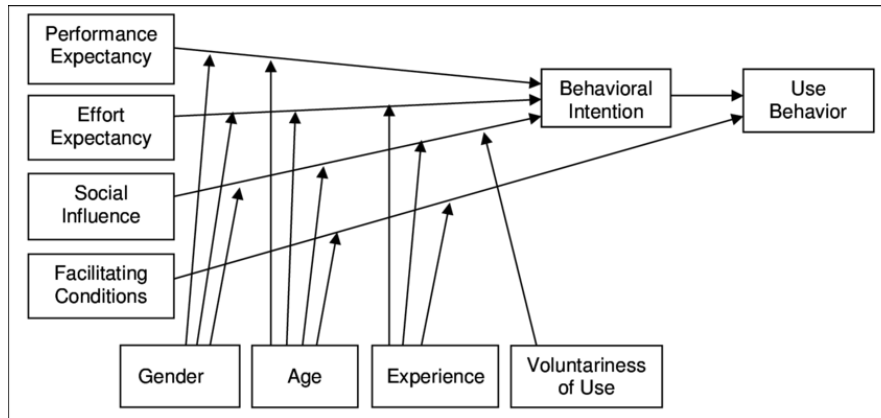 Performance
Expectancy
Effort
Expectancy
Social
Influence
Facilitating
Conditions
Behavioral
Intention
Use
Behavior
Gender
Age
Experience
Voluntariness
of Use